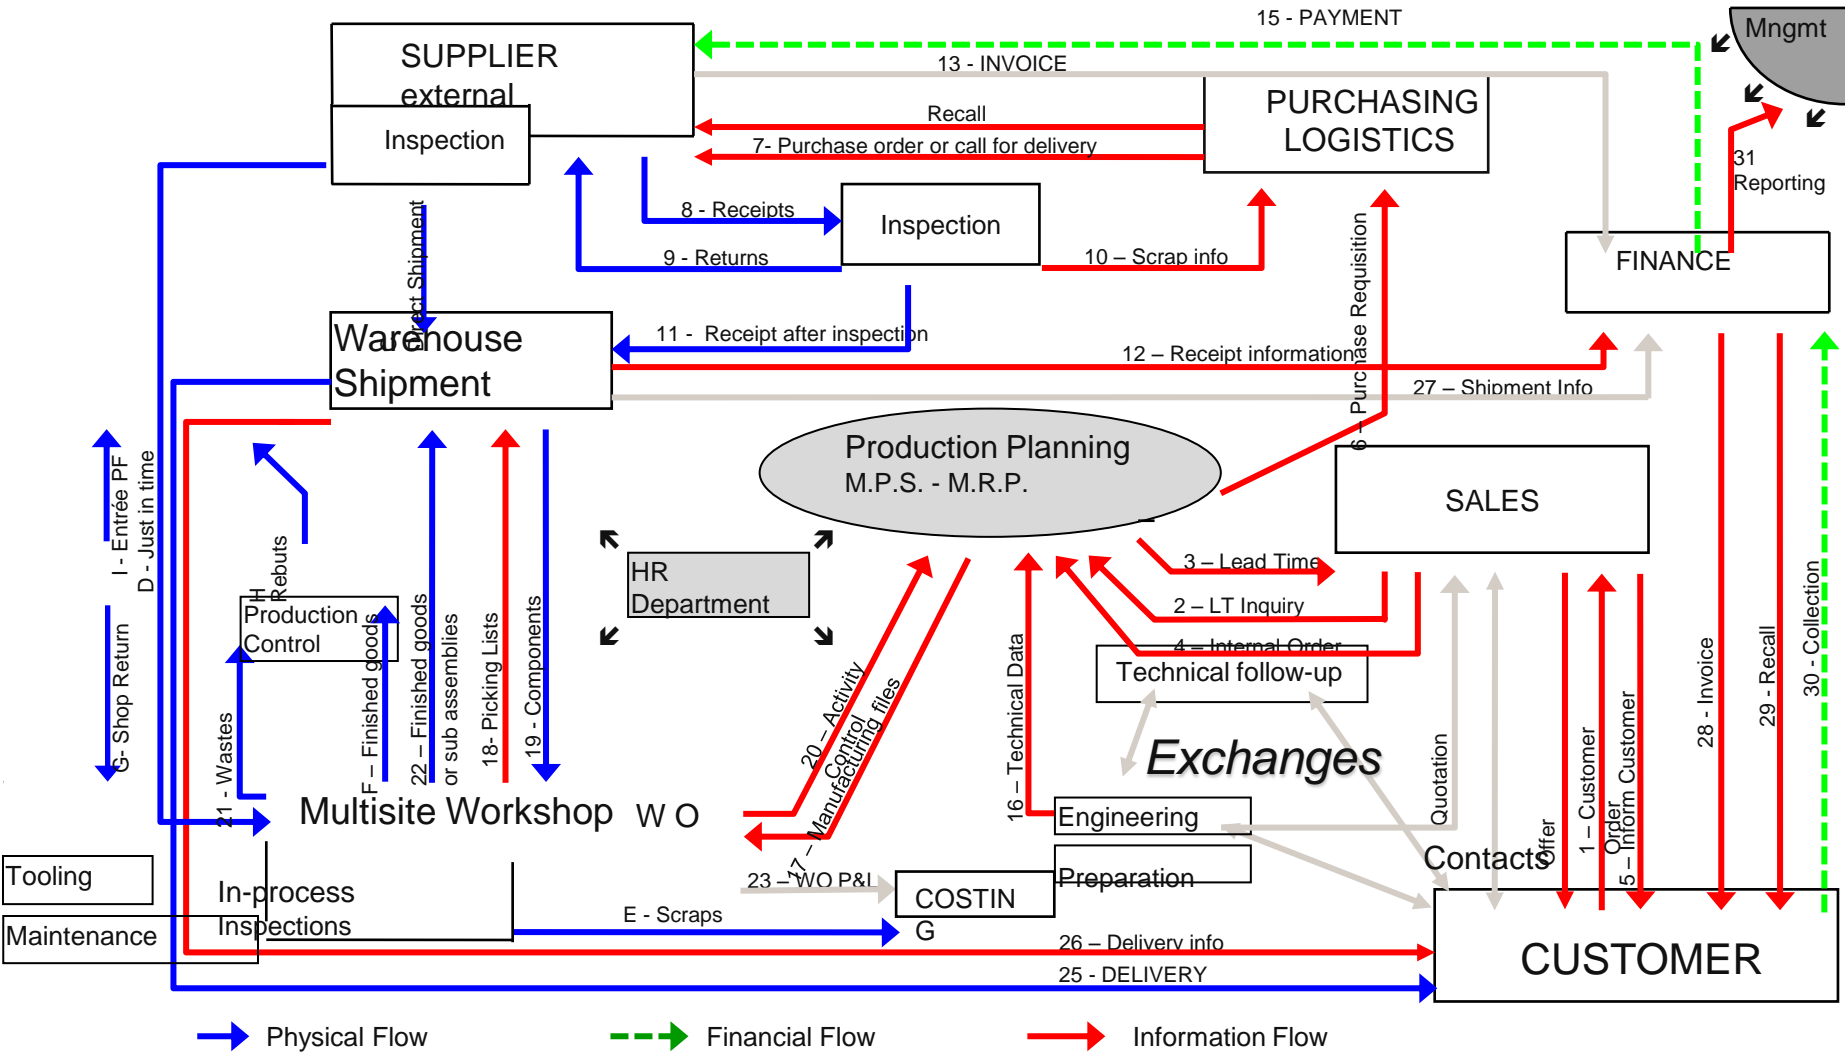 15 - PAYMENT
Mngmt
SUPPLIER
external
13 - INVOICE
PURCHASING
LOGISTICS
Recall
Inspection
7- Purchase order or call for delivery
31
Reporting
8 - Receipts
Inspection
9 - Returns
10 – Scrap info
FINANCE
6 – Purchase Requisition
Warehouse
Shipment
11 - Receipt after inspection
12 – Receipt information
27 – Shipment Info
Production Planning
M.P.S. - M.R.P.
SALES
I - Entrée PF
D - Just in time
H
Rebuts
HR
Department
3 – Lead Time
2 – LT Inquiry
4 – Internal Order
Production
Control
Technical follow-up
G- Shop Return
21 - Wastes
F – Finished goods
22 – Finished goods
or sub assemblies
18- Picking Lists
19 - Components
20 – Activity
Control
17 – Manufacturing files
16 – Technical Data
Exchanges
Quotation
Offer
1 – Customer
Order
5 – Inform Customer
28 - Invoice
29 - Recall
30 - Collection
Multisite Workshop
W O
Engineering
Contacts
Tooling
In-process
Inspections
23 – WO P&L
COSTIN
G
Preparation
Maintenance
E - Scraps
26 – Delivery info
25 - DELIVERY
CUSTOMER
Physical Flow
Financial Flow
Information Flow